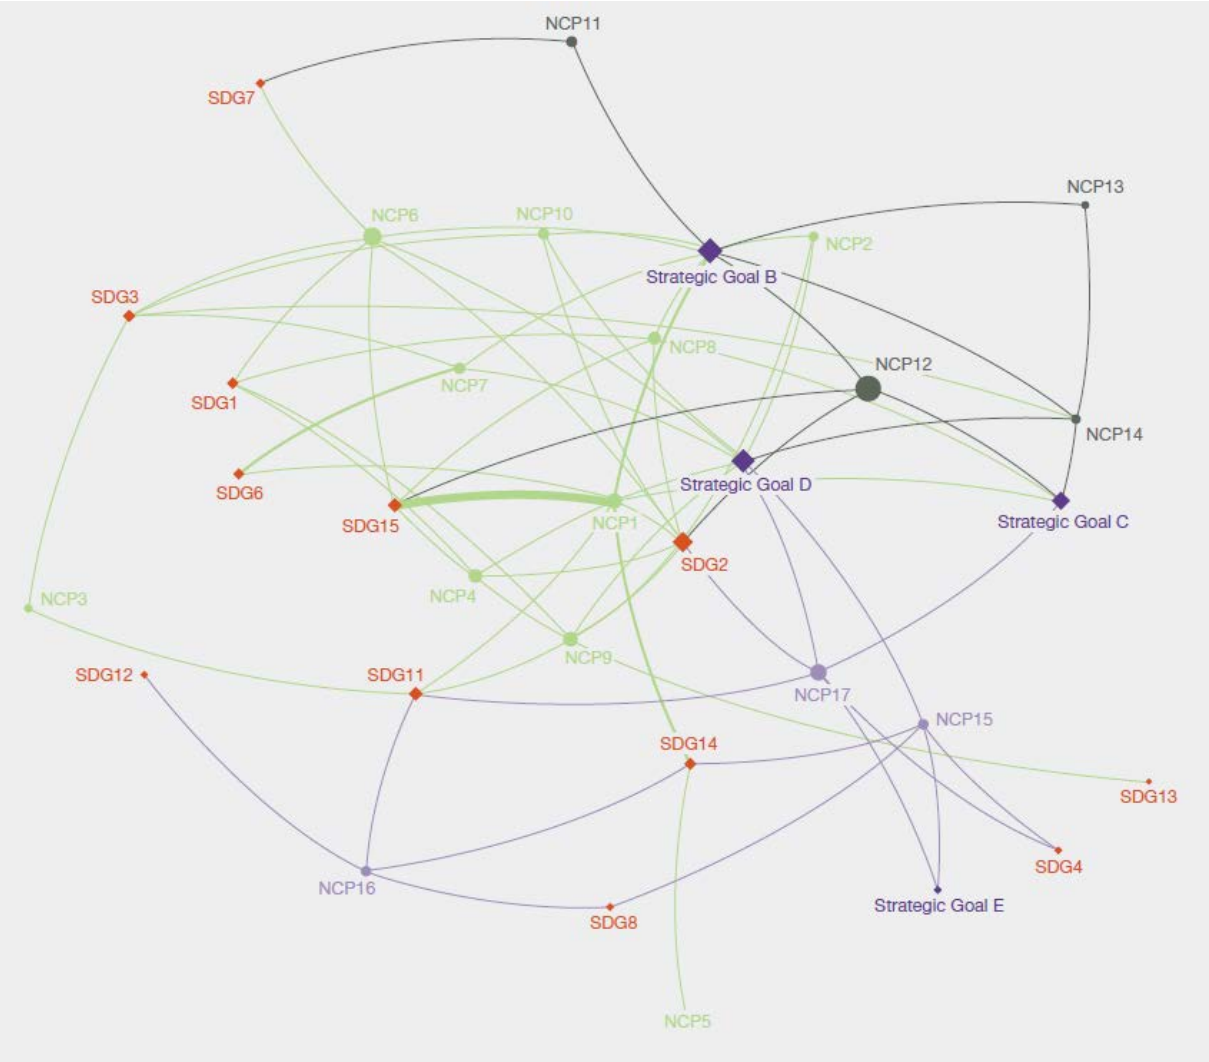 NCP11
SDG7
NCP13
NCP6
NCP10
NCP2
Strategic Goal B
SDG3
NCP8
NCP12
NCP7
SDG1
NCP14
SDG6
Strategic Goal D
SDG15
NCP1
Strategic Goal C
SDG2
NCP4
NCP3
NCP9
SDG12
SDG11
NCP17
NCP15
SDG14
SDG13
SDG4
NCP16
Strategic Goal E
SDG8
NCP5